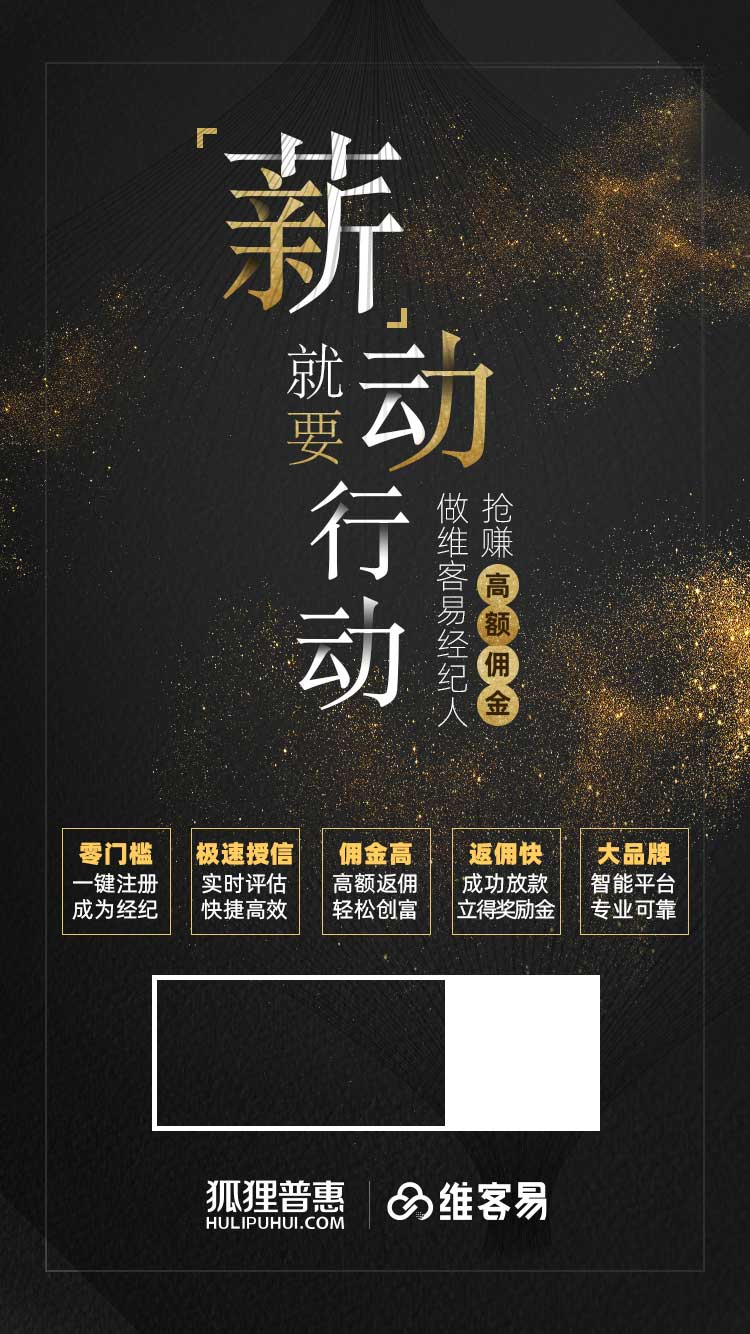 薪动
就要
行动
抢赚高额佣金
做维客易经纪人
零门槛
一键注册
成为经纪
极速授信
实时评估
快捷高效
佣金高
高额返佣
轻松创富
返佣快
成功放款
立得奖励金
大品牌
智能平台
专业可靠
狐狸普惠
HULIPUHUI.COM
维客易